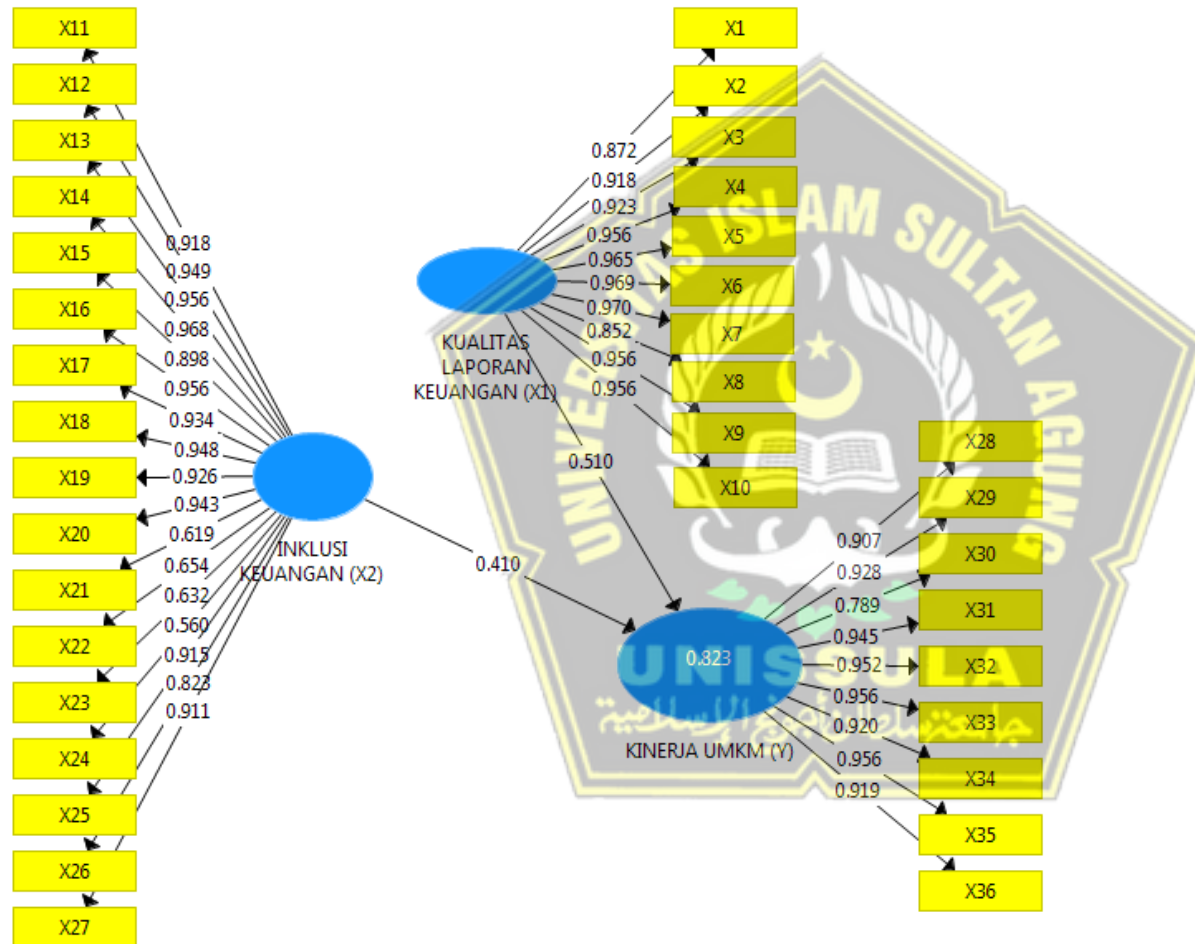 X11
X12
X13
X14
X15
X16
X17
X18
X19
X20
X21
X22
X23
X24
X25
X26
X27
0.918
0.949
0.956
0.968
0.898
0.956
0.934
0.948
0.926
0.943
0.619
0.654
0.632
0.560
0.915
0.823
0.911
INKLUSI
KEUANGAN (X2)
0.410
X1
X2
X3
X4
X5
X6
X7
X8
X9
X10
0.872
0.918
0.923
0.956
0.965
0.969
0.970
0.852
0.956
0.956
KUALITAS
LAPORAN
KEUANGAN (X1)
0.510
X28
X29
X30
X31
X32
X33
X34
X35
X36
0.907
0.928
0.789
0.945
0.952
0.956
0.920
0.956
0.919
0.823
KINERJA UMKM (Y)
UNIVERSITAS ISLAM SULTAN AGUNG
UNISSULA
جامعتسلطان أجونج الإسلامية